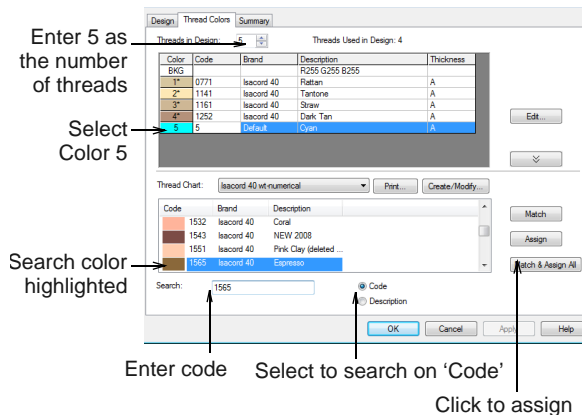 Design Thread Colors Summary
Enter 5 as
the number
of threads
Threads in Design: 5 Threads Used in Design: 4
Color Code Brand Description Thickness
BKG R255 G255 B255
1* 0771 Isacord 40 Rattan A
2* 1141 Isacord 40 Tantone A
3* 1161 Isacord 40 Straw A
4* 1252 Isacord 40 Dark Tan A
5 5 Default Cyan A
Edit...
Select
Color 5
Thread Chart: Isacord 40 wt-numerical Print... Create/Modify...
Code Brand Description
1532 Isacord 40 Coral
1543 Isacord 40 NEW 2008
1551 Isacord 40 Pink Clay (deleted ...
1565 Isacord 40 Espresso
Match
Assign
Match & Assign All
Search color
highlighted
Search: 1565 Code
Description
OK Cancel Apply Help
Enter code
Select to search on ‘Code’
Click to assign